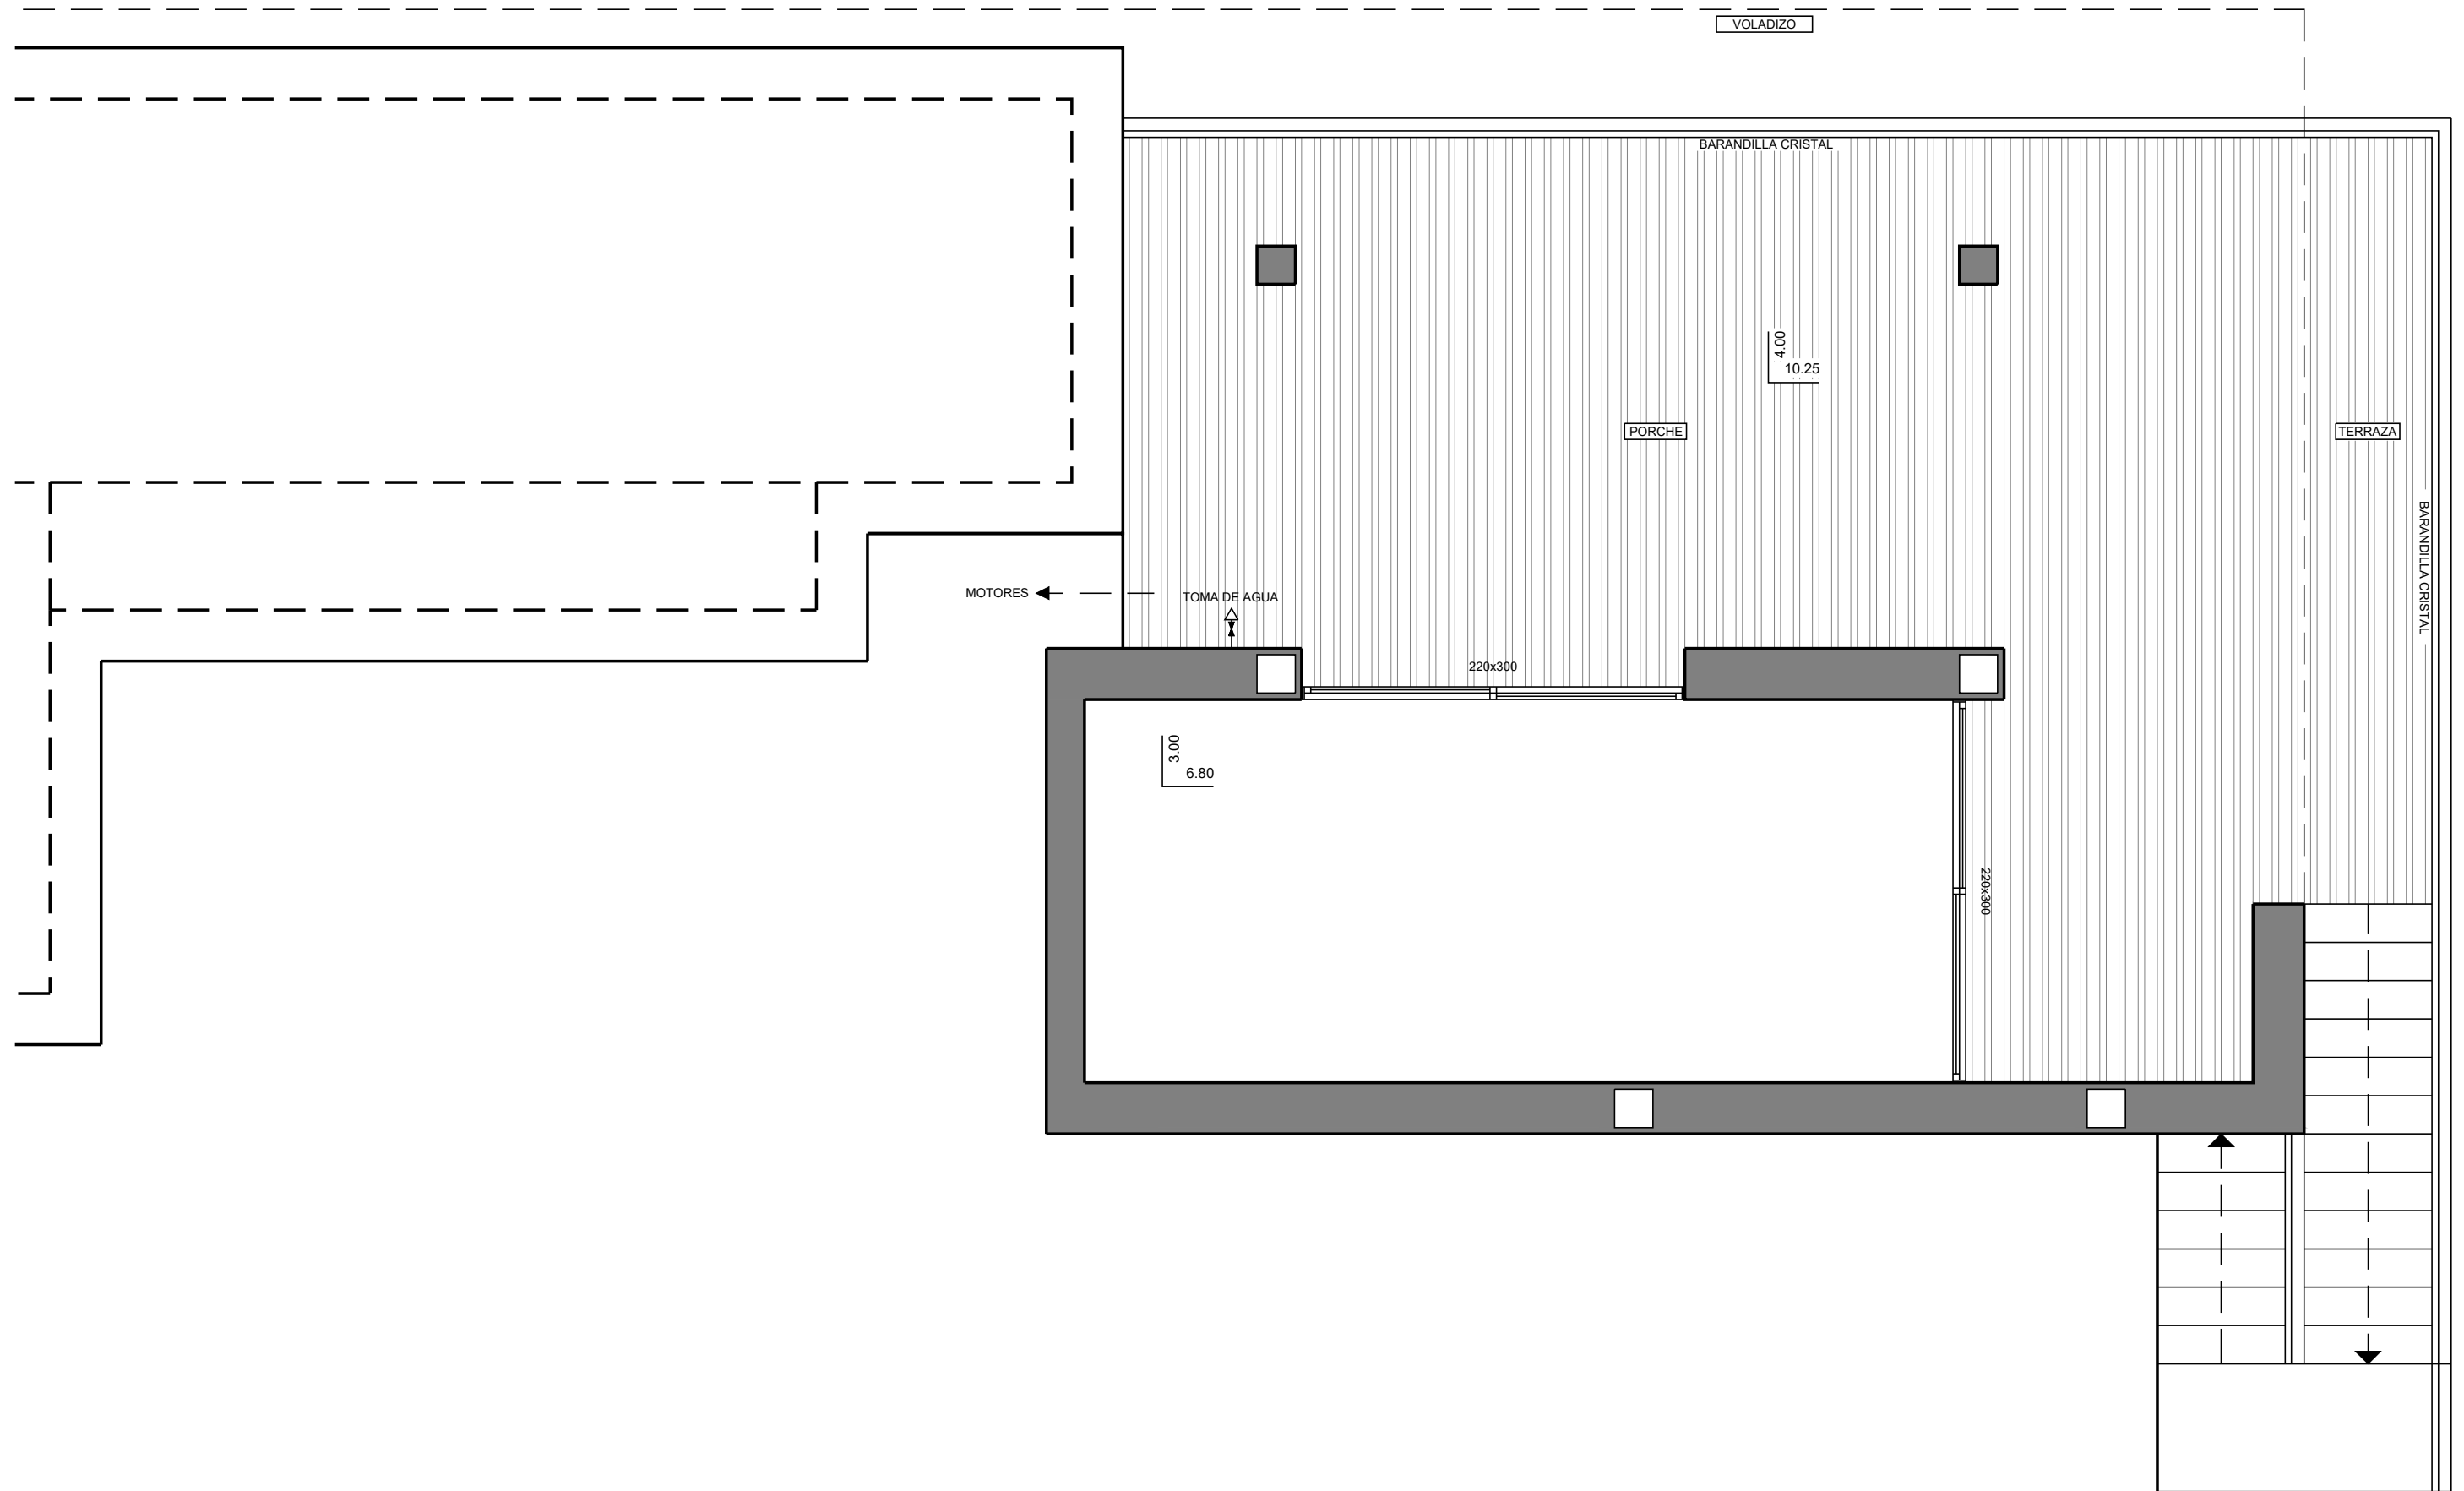 VOLADIZO
BARANDILLA CRISTAL
4.00
10.25
PORCHE
TERRAZA
BARANDILLA CRISTAL
MOTORES
TOMA DE AGUA
220x300
3.00
6.80
220x300